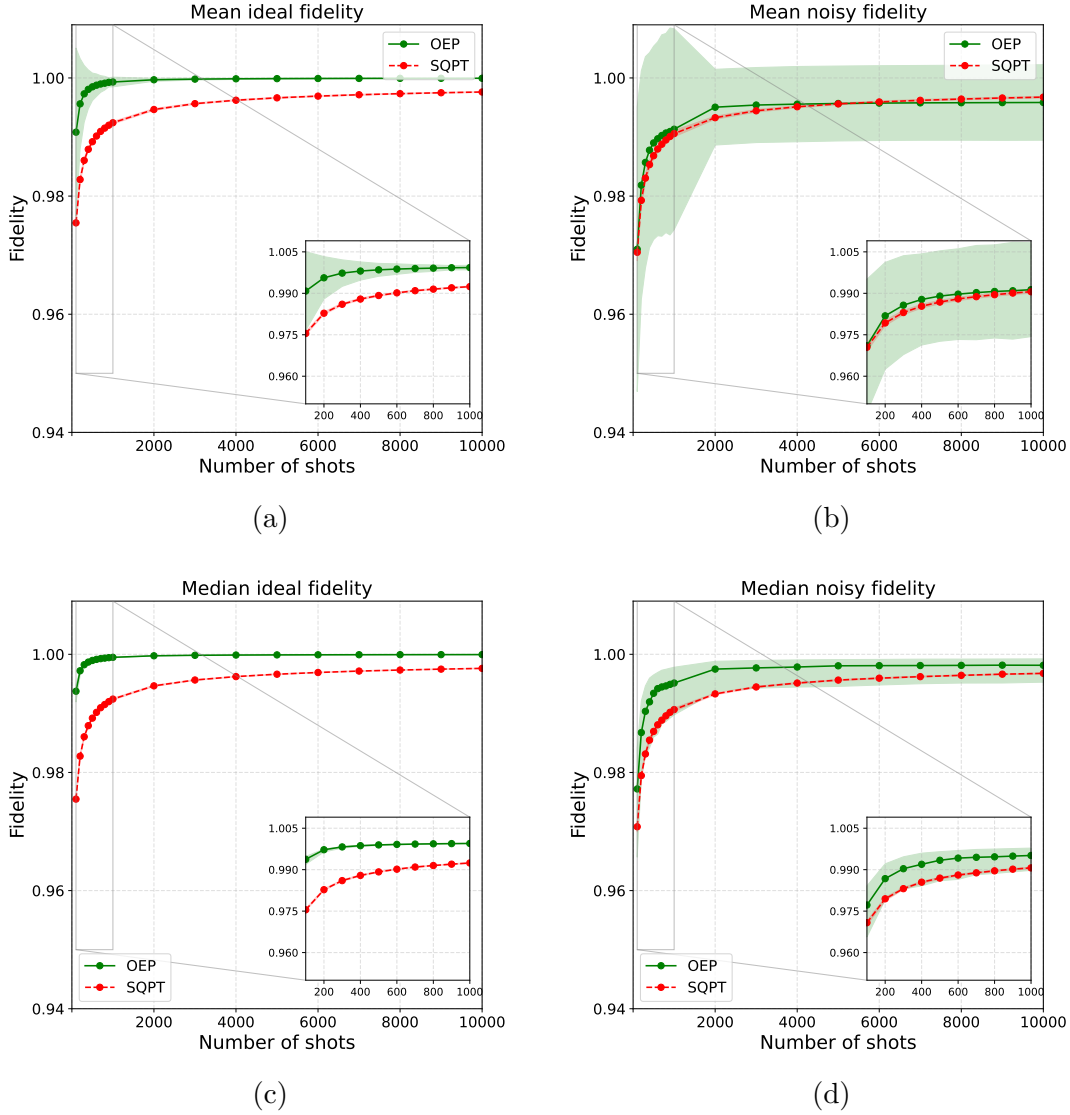 Mean ideal fidelity
OEP
SQPT
1.00
0.98
0.96
0.94
Fidelity
1.005
0.990
0.975
0.960
200 400 600 800 1000
2000 4000 6000 8000 10000
Number of shots
(a)
Mean noisy fidelity
OEP
SQPT
1.00
0.98
0.96
0.94
Fidelity
1.005
0.990
0.975
0.960
200 400 600 800 1000
2000 4000 6000 8000 10000
Number of shots
(b)
Median ideal fidelity
1.00
0.98
0.96
0.94
Fidelity
1.005
0.990
0.975
0.960
200 400 600 800 1000
OEP
SQPT
2000 4000 6000 8000 10000
Number of shots
(c)
Median noisy fidelity
1.00
0.98
0.96
0.94
Fidelity
1.005
0.990
0.975
0.960
200 400 600 800 1000
OEP
SQPT
2000 4000 6000 8000 10000
Number of shots
(d)